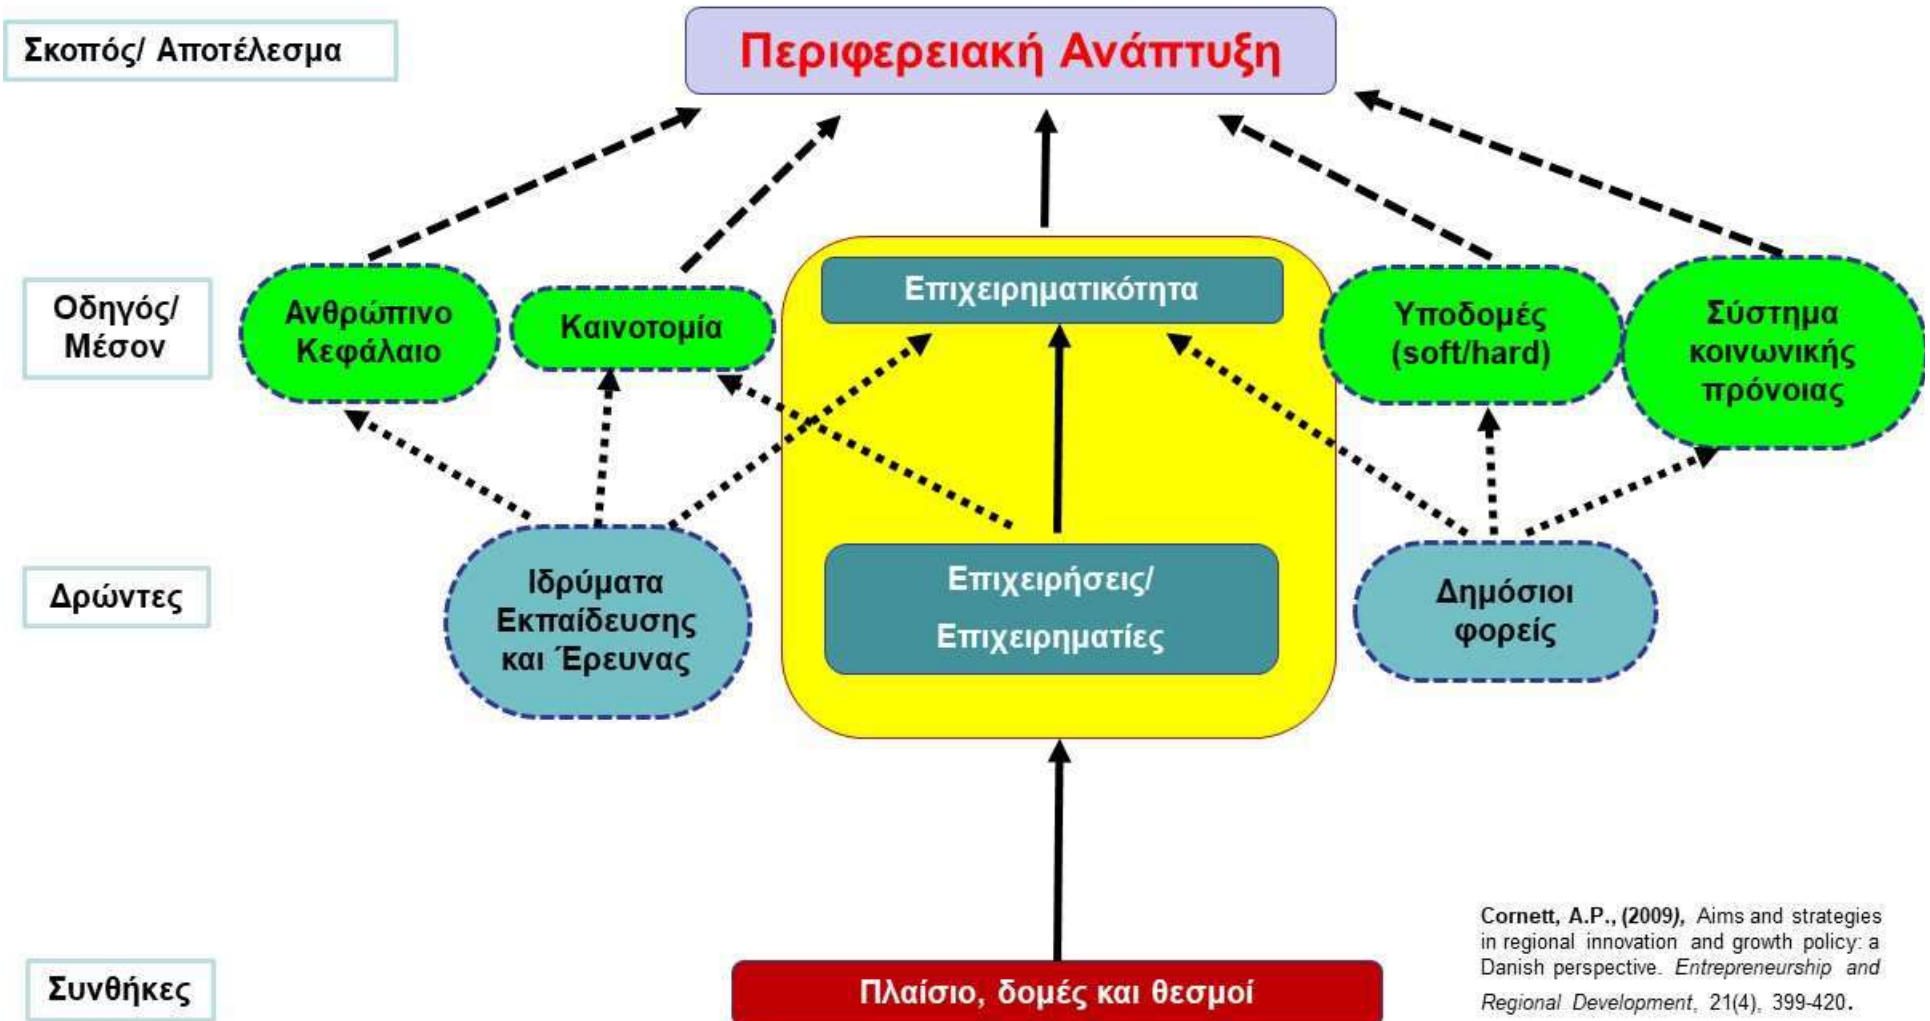 Σκοπός/ Αποτέλεσμα
Περιφερειακή Ανάπτυξη
Οδηγός/
Μέσον
Ανθρώπινο
Κεφάλαιο
Καινοτομία
Επιχειρηματικότητα
Υποδομές
(soft/hard)
Σύστημα
κοινωνικής
πρόνοιας
Δρώντες
Ιδρύματα
Εκπαίδευσης
και Έρευνας
Επιχειρήσεις/
Επιχειρηματίες
Δημόσιοι
φορείς
Συνθήκες
Πλαίσιο, δομές και θεσμοί
Cornett, A.P., (2009), Aims and strategies
in regional innovation and growth policy: a
Danish perspective. Entrepreneurship and
Regional Development, 21(4), 399-420.